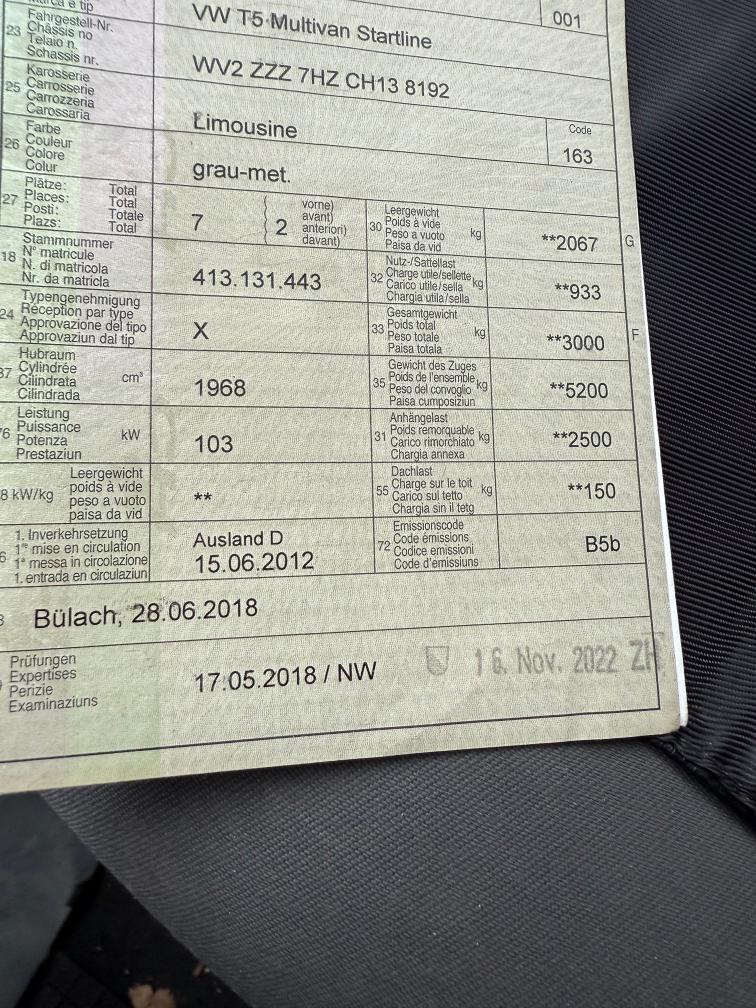 VW T5 Multivan Startline
001
23 Fahrgestell-Nr.
Châssis no
Telaio n.
Schassis nr.
WV2 ZZZ 7HZ CH13 8192
25 Karosserie
Carrosserie
Carrozzeria
Carossaria
Limousine
Code
163
26 Farbe
Couleur
Colore
Colur
grau-met.
27 Plätze: Total
Places: Total
Posti: Totale
Plazs: Total
7
2
vorne)
avant)
anteriori)
davant)
30 Leergewicht
Poids à vide
Peso a vuoto
Paisa da vid
kg
**2067
G
18 Stammnummer
N° matricule
N. di matricola
Nr. da matricla
413.131.443
32 Nutz-/Sattellast
Charge utile/sellette
Carico utile/sella
Chargia utila/sella
kg
**933
24 Typengenehmigung
Réception par type
Approvazione del tipo
Approvaziun dal tip
X
33 Gesamtgewicht
Poids total
Peso totale
Paisa totala
kg
**3000
F
37 Hubraum
Cylindrée
Cilindrata
Cilindrada
cm³
1968
35 Gewicht des Zuges
Poids de l'ensemble
Peso del convoglio
Paisa cumposiziun
kg
**5200
76 Leistung
Puissance
Potenza
Prestaziun
kW
103
31 Anhängelast
Poids remorquable
Carico rimorchiato
Chargia annexa
kg
**2500
8 kW/kg
Leergewicht
poids à vide
peso a vuoto
paisa da vid
**
55 Dachlast
Charge sur le toit
Carico sul tetto
Chargia sin il tetg
kg
**150
6 1. Inverkehrsetzung
1re mise en circulation
1a messa in circolazione
1. entrada en circulaziun
Ausland D
15.06.2012
72 Emissionscode
Code émissions
Codice emissioni
Code d'emissiuns
B5b
Bülach, 28.06.2018
Prüfungen
Expertises
Perizie
Examinaziuns
17.05.2018 / NW
16. Nov. 2022 ZH